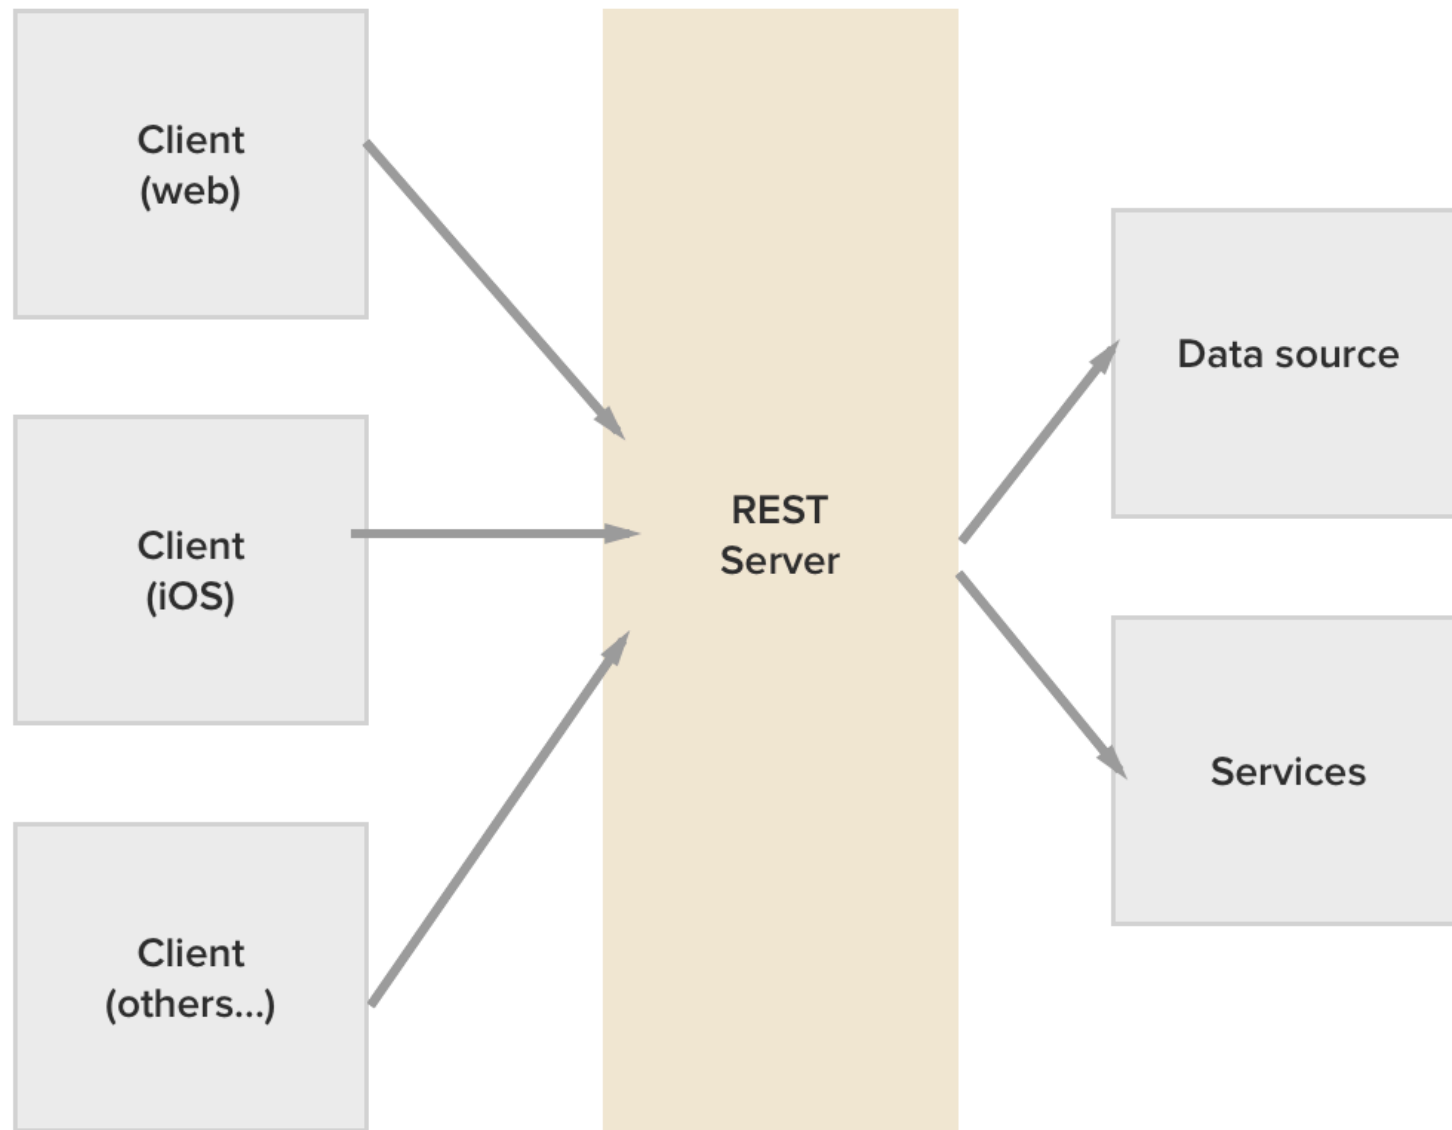 Client
(web)
Client
(iOS)
Client
(others...)
REST
Server
Data source
Services